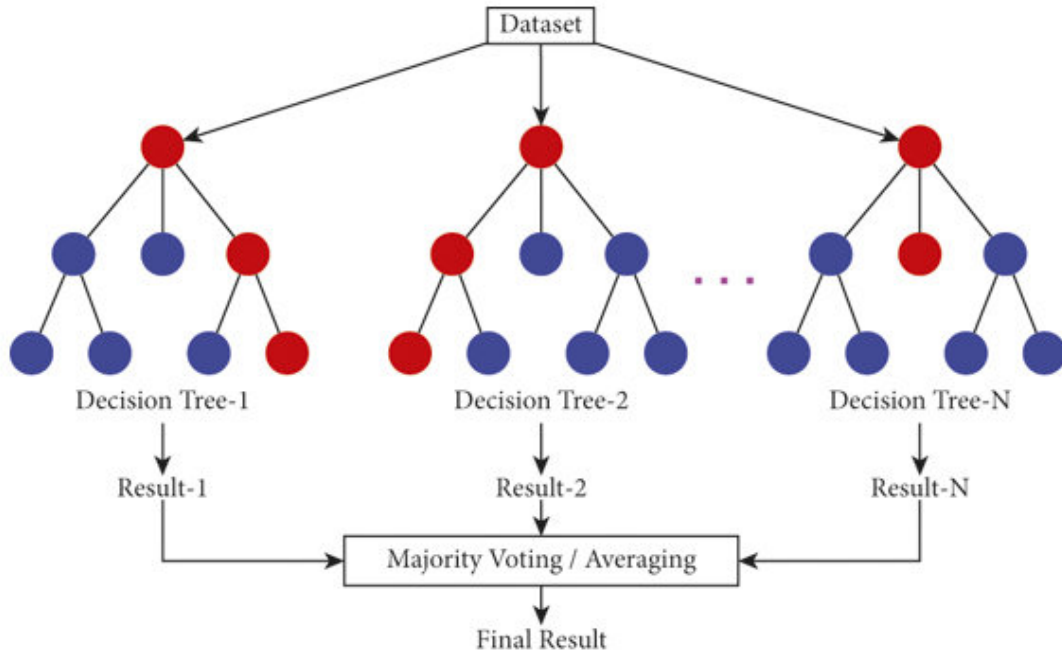 Dataset
Decision Tree-1
Decision Tree-2
Decision Tree-N
Result-1
Result-2
Result-N
Majority Voting / Averaging
Final Result